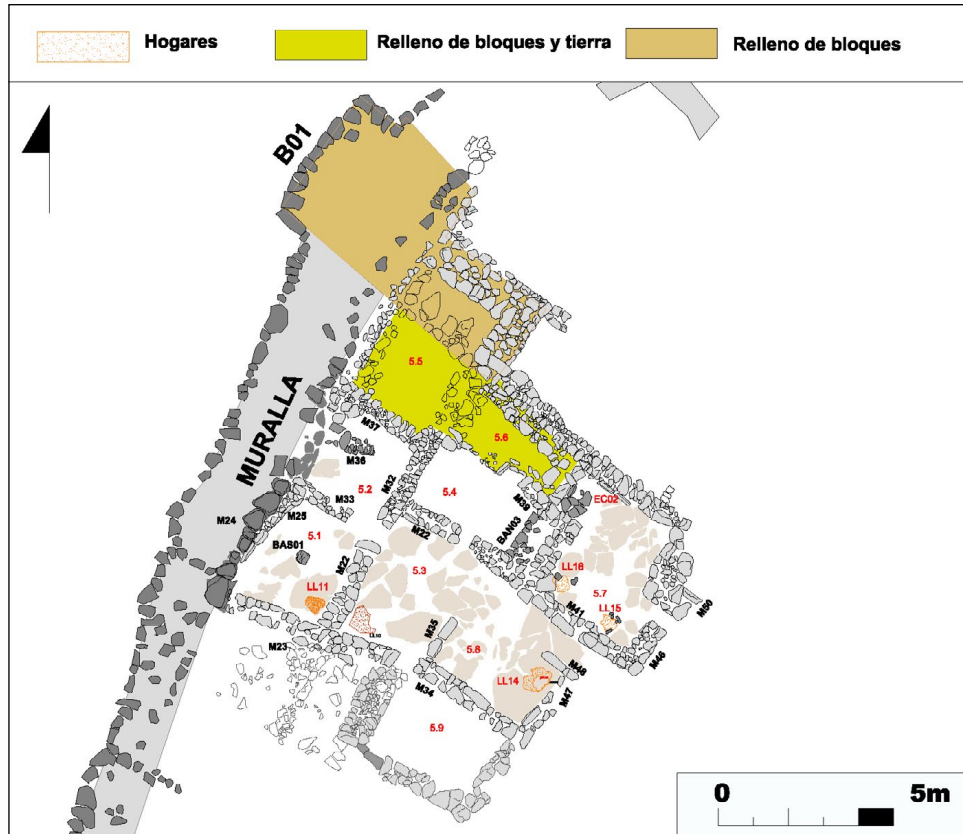 Hogares
Relleno de bloques y tierra
Relleno de bloques
B01
MURALLA
5.5
M37
5.6
M36
5.2
M32
5.4
M33
M39
EC02
M24
M25
5.1
M22
BAN03
BAS01
M22
5.3
LL16
LL11
5.7
LL15
M50
M41
M35
M23
5.8
M46
LL14
M48
M47
M34
5.9
0 5m